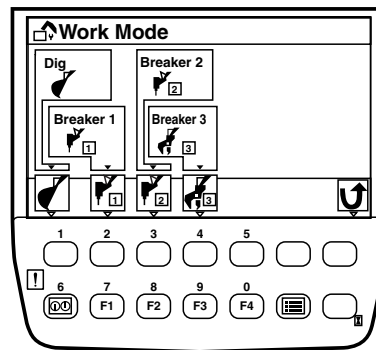 Work Mode
Dig
Breaker 2
2
Breaker 1
1
Breaker 3
3
1
2
3
1 2 3 4 5
!
6 7 8 9 0
F1 F2 F3 F4